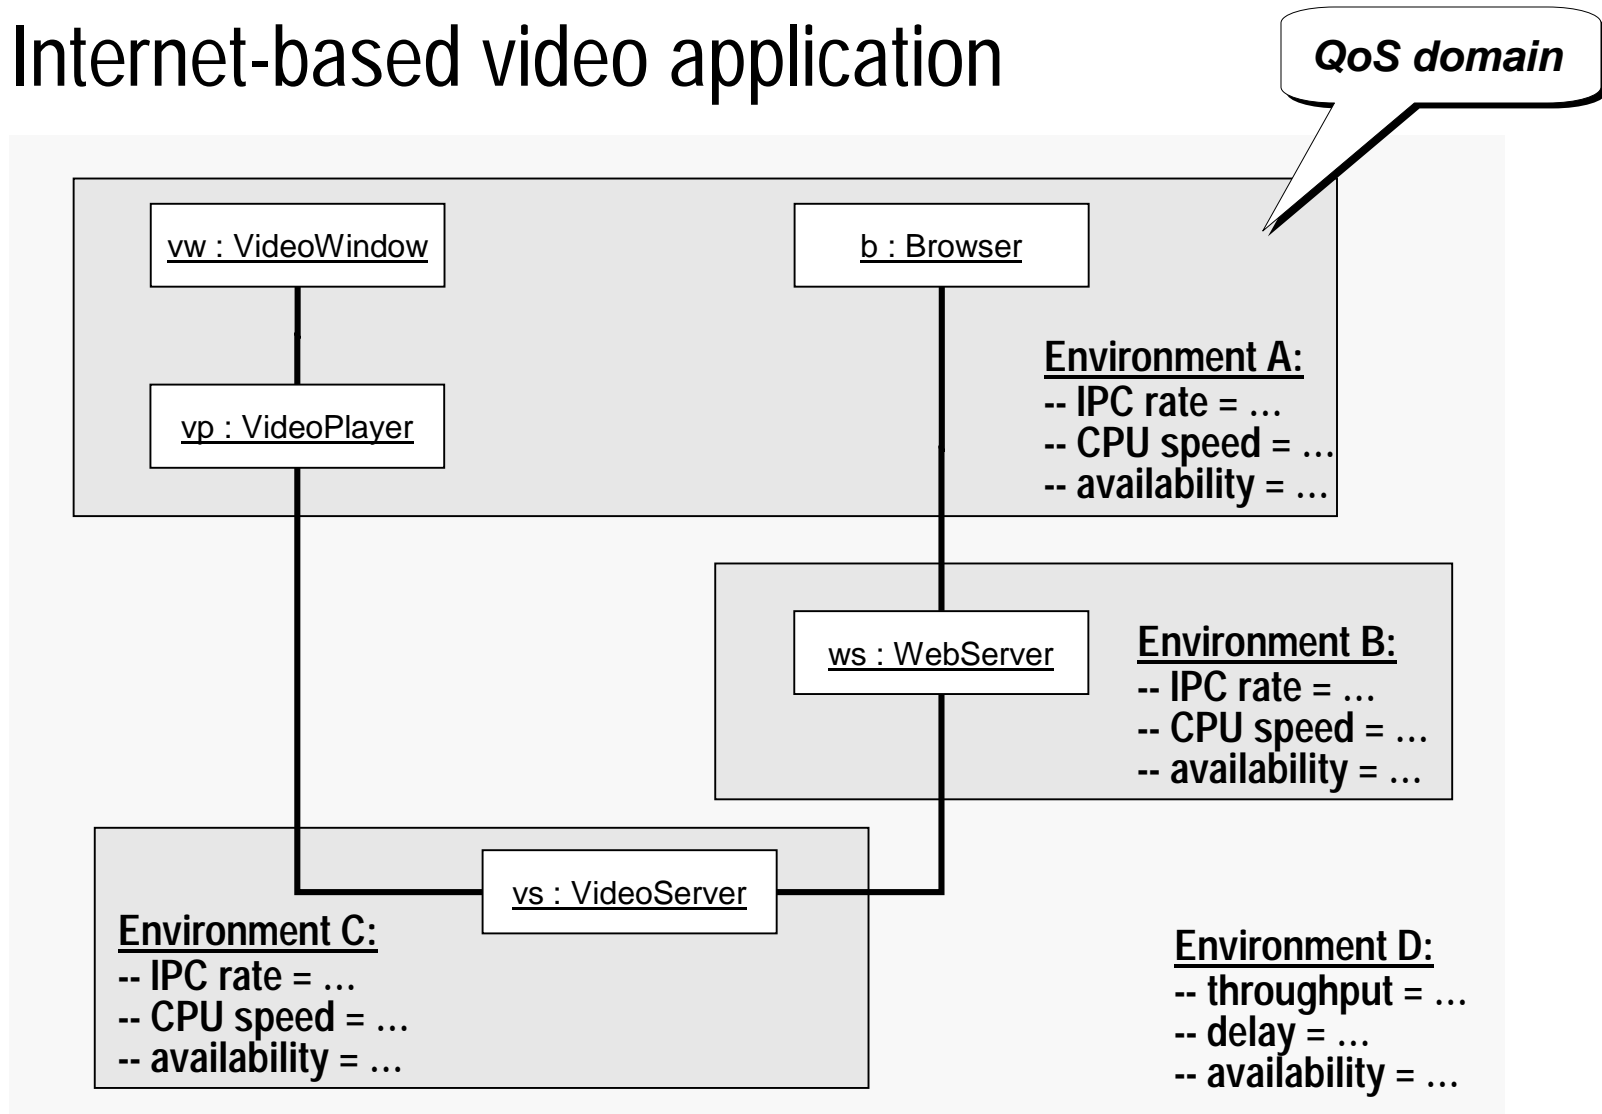 Internet-based video application
QoS domain
vw : VideoWindow
b : Browser
vp : VideoPlayer
Environment A:
-- IPC rate = …
-- CPU speed = …
-- availability = …
ws : WebServer
Environment B:
-- IPC rate = …
-- CPU speed = …
-- availability = …
vs : VideoServer
Environment C:
-- IPC rate = …
-- CPU speed = …
-- availability = …
Environment D:
-- throughput = …
-- delay = …
-- availability = …